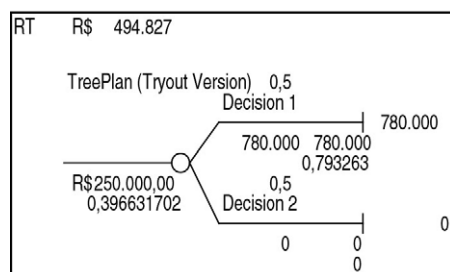 RT R$ 494.827
TreePlan (Tryout Version) 0,5
Decision 1
780.000
780.000 780.000
0,793263
R$250.000,00 0,5
0,396631702 Decision 2
0
0 0
0